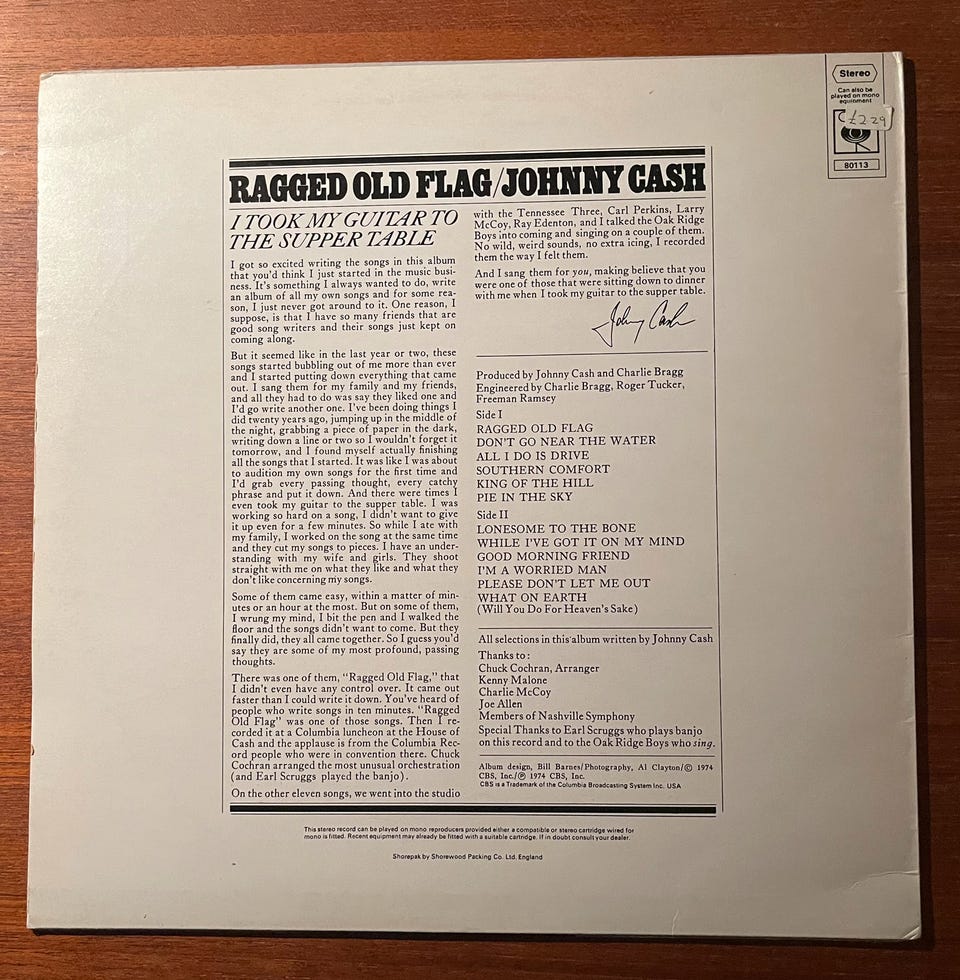 Stereo
Can also be
played on mono
equipment
£2.29
80113
RAGGED OLD FLAG/JOHNNY CASH
I TOOK MY GUITAR TO
THE SUPPER TABLE
I got so excited writing the songs in this album
that you'd think I just started in the music busi-
ness. It's something I always wanted to do, write
an album of all my own songs and for some rea-
son, I just never got around to it. One reason, I
suppose, is that I have so many friends that are
good song writers and their songs just kept on
coming along.
But it seemed like in the last year or two, these
songs started bubbling out of me more than ever
and I started putting down everything that came
out. I sang them for my family and my friends,
and all they had to do was say they liked one and
I'd go write another one. I've been doing things I
did twenty years ago, jumping up in the middle of
the night, grabbing a piece of paper in the dark,
writing down a line or two so I wouldn't forget it
tomorrow, and I found myself actually finishing
all the songs that I started. It was like I was about
to audition my own songs for the first time and
I'd grab every passing thought, every catchy
phrase and put it down. And there were times I
even took my guitar to the supper table. I was
working so hard on a song, I didn't want to give
it up even for a few minutes. So while I ate with
my family, I worked on the song at the same time
and they cut my songs to pieces. I have an under-
standing with my wife and girls. They shoot
straight with me on what they like and what they
don't like concerning my songs.
Some of them came easy, within a matter of min-
utes or an hour at the most. But on some of them,
I wrung my mind, I bit the pen and I walked the
floor and the songs didn't want to come. But they
finally did, they all came together. So I guess you'd
say they are some of my most profound, passing
thoughts.
There was one of them, "Ragged Old Flag," that
I didn't even have any control over. It came out
faster than I could write it down. You've heard of
people who write songs in ten minutes. "Ragged
Old Flag" was one of those songs. Then I re-
corded it at a Columbia luncheon at the House of
Cash and the applause is from the Columbia Rec-
ord people who were in convention there. Chuck
Cochran arranged the most unusual orchestration
(and Earl Scruggs played the banjo).
On the other eleven songs, we went into the studio
with the Tennessee Three, Carl Perkins, Larry
McCoy, Ray Edenton, and I talked the Oak Ridge
Boys into coming and singing on a couple of them.
No wild, weird sounds, no extra icing, I recorded
them the way I felt them.
And I sang them for you, making believe that you
were one of those that were sitting down to dinner
with me when I took my guitar to the supper table.
Johnny Cash
Produced by Johnny Cash and Charlie Bragg
Engineered by Charlie Bragg, Roger Tucker,
Freeman Ramsey
Side I
RAGGED OLD FLAG
DON'T GO NEAR THE WATER
ALL I DO IS DRIVE
SOUTHERN COMFORT
KING OF THE HILL
PIE IN THE SKY
Side II
LONESOME TO THE BONE
WHILE I'VE GOT IT ON MY MIND
GOOD MORNING FRIEND
I'M A WORRIED MAN
PLEASE DON'T LET ME OUT
WHAT ON EARTH
(Will You Do For Heaven's Sake)
All selections in this album written by Johnny Cash
Thanks to:
Chuck Cochran, Arranger
Kenny Malone
Charlie McCoy
Joe Allen
Members of Nashville Symphony
Special Thanks to Earl Scruggs who plays banjo
on this record and to the Oak Ridge Boys who sing.
Album design, Bill Barnes/Photography, Al Clayton/© 1974
CBS, Inc./℗ 1974 CBS, Inc.
CBS is a Trademark of the Columbia Broadcasting System Inc. USA
This stereo record can be played on mono reproducers provided either a compatible or stereo cartridge wired for
mono is fitted. Recent equipment may already be fitted with a suitable cartridge. If in doubt consult your dealer.
Shorepak by Shorewood Packing Co. Ltd. England